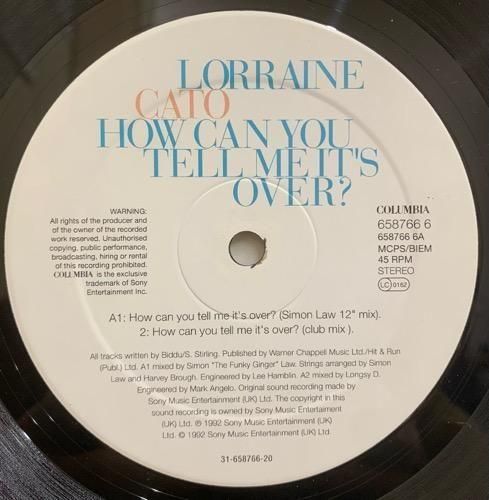 LORRAINE
CATO
HOW CAN YOU
TELL ME IT'S
OVER?
WARNING:
All rights of the producer and
of the owner of the recorded
work reserved. Unauthorised
copying, public performance,
broadcasting, hiring or rental
of this recording prohibited.
COLUMBIA is the exclusive
trademark of Sony
Entertainment Inc.
COLUMBIA
658766 6
658766 6A
MCPS/BIEM
45 RPM
STEREO
LC 0162
A1: How can you tell me it's over? (Simon Law 12" mix).
2: How can you tell me it's over? (club mix ).
All tracks written by Biddu/S. Stirling. Published by Warner Chappell Music Ltd./Hit & Run
(Publ.) Ltd. A1 mixed by Simon "The Funky Ginger" Law. Strings arranged by Simon
Law and Harvey Brough. Engineered by Lee Hamblin. A2 mixed by Longsy D.
Engineered by Mark Angelo. Original sound recording made by
Sony Music Entertainment (UK) Ltd. The copyright in this
sound recording is owned by Sony Music Entertaiment
(UK) Ltd. ℗ 1992 Sony Music Entertainment (UK)
Ltd. © 1992 Sony Music Entertainment (UK) Ltd.
31-658766-20